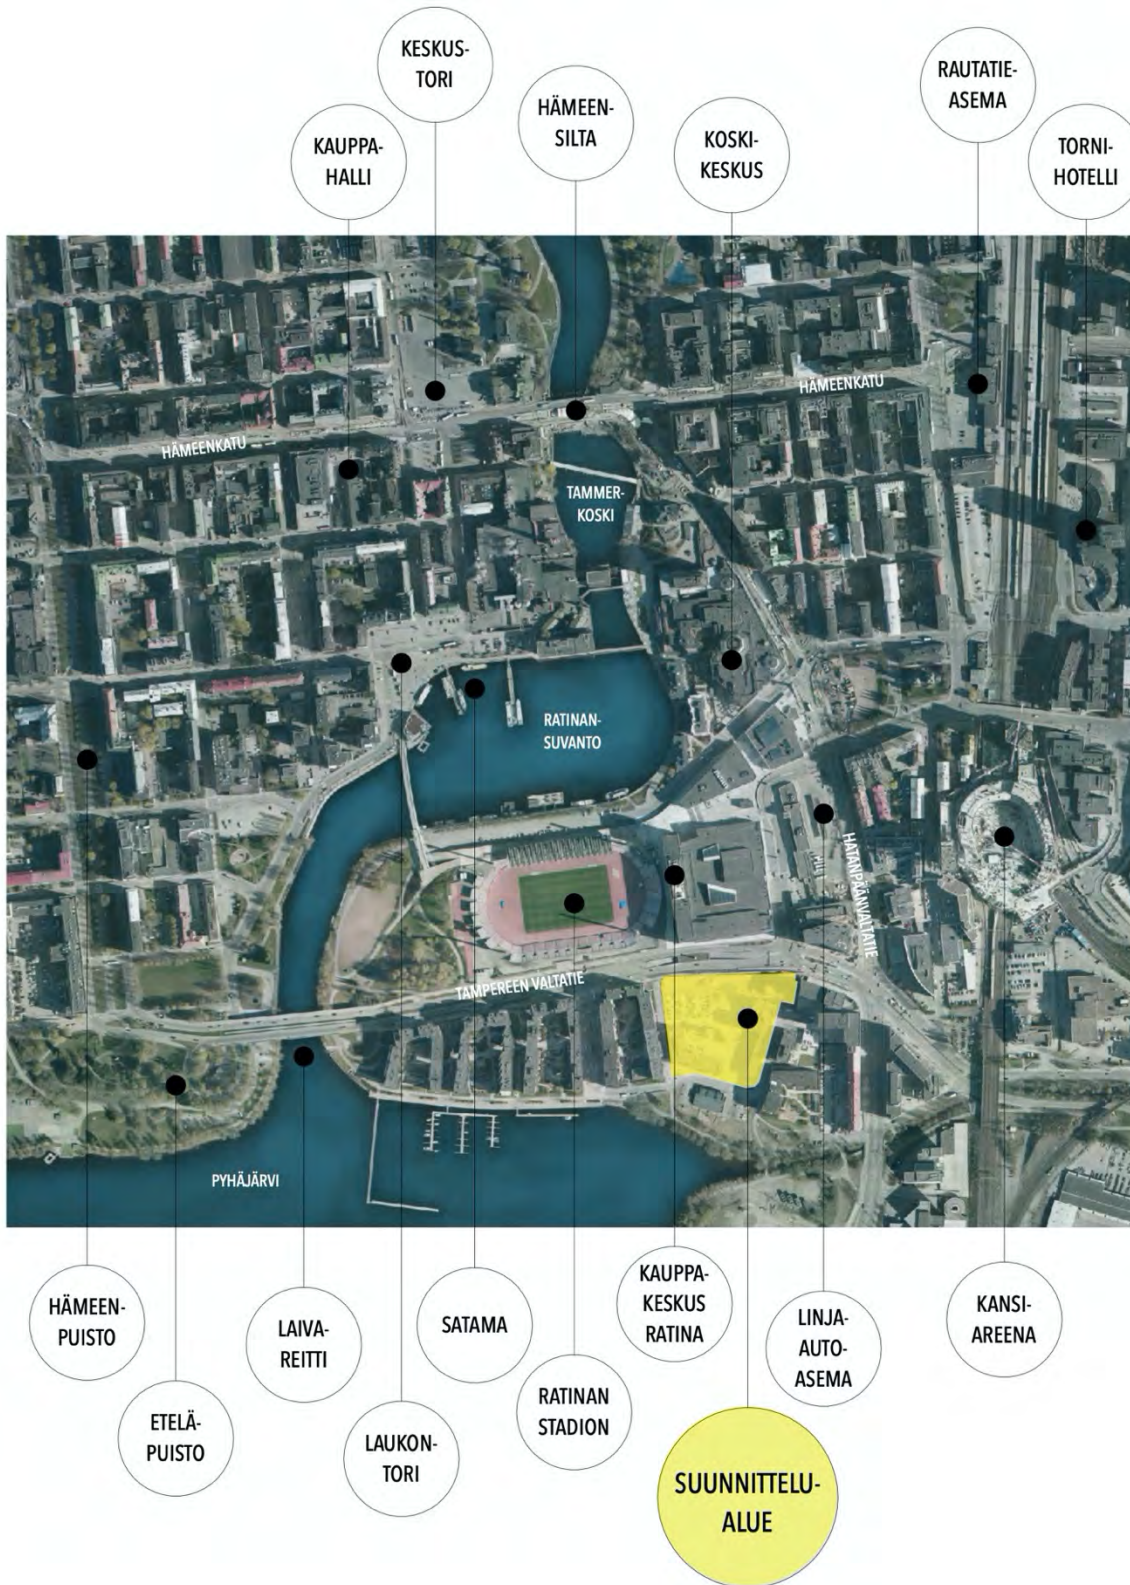 KESKUS-
TORI
HÄMEEN-
SILTA
RAUTATIE-
ASEMA
KAUPPA-
HALLI
KOSKI-
KESKUS
TORNI-
HOTELLI
HÄMEENKATU
HÄMEENKATU
TAMMER-
KOSKI
RATINAN-
SUVANTO
HATANPÄÄNVALTATIE
TAMPEREEN VALTATIE
PYHÄJÄRVI
HÄMEEN-
PUISTO
LAIVA-
REITTI
SATAMA
KAUPPA-
KESKUS
RATINA
LINJA-
AUTO-
ASEMA
KANSI-
AREENA
ETELÄ-
PUISTO
LAUKON-
TORI
RATINAN
STADION
SUUNNITTELU-
ALUE